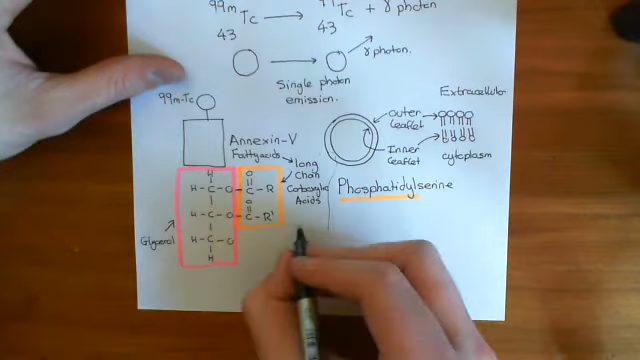 99m Tc → 99 Tc + γ photon
43 43
γ photon.
Single photon
emission.
99m-Tc
Extracellular
outer
leaflet
Inner
leaflet
cytoplasm
Annexin-V
Fatty acids
long
chain
Carboxylic
Acids
Phosphatidylserine
H
H-C-O-C-R
O
H-C-O-C-R'
O
H-C-O
H
Glycerol